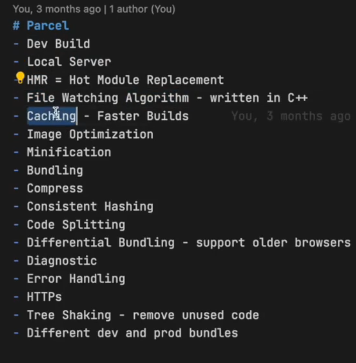 You, 3 months ago | 1 author (You)
# Parcel
- Dev Build
- Local Server
- HMR = Hot Module Replacement
- File Watching Algorithm - written in C++
- Caching - Faster Builds You, 3 months ago
- Image Optimization
- Minification
- Bundling
- Compress
- Consistent Hashing
- Code Splitting
- Differential Bundling - support older browsers
- Diagnostic
- Error Handling
- HTTPs
- Tree Shaking - remove unused code
- Different dev and prod bundles